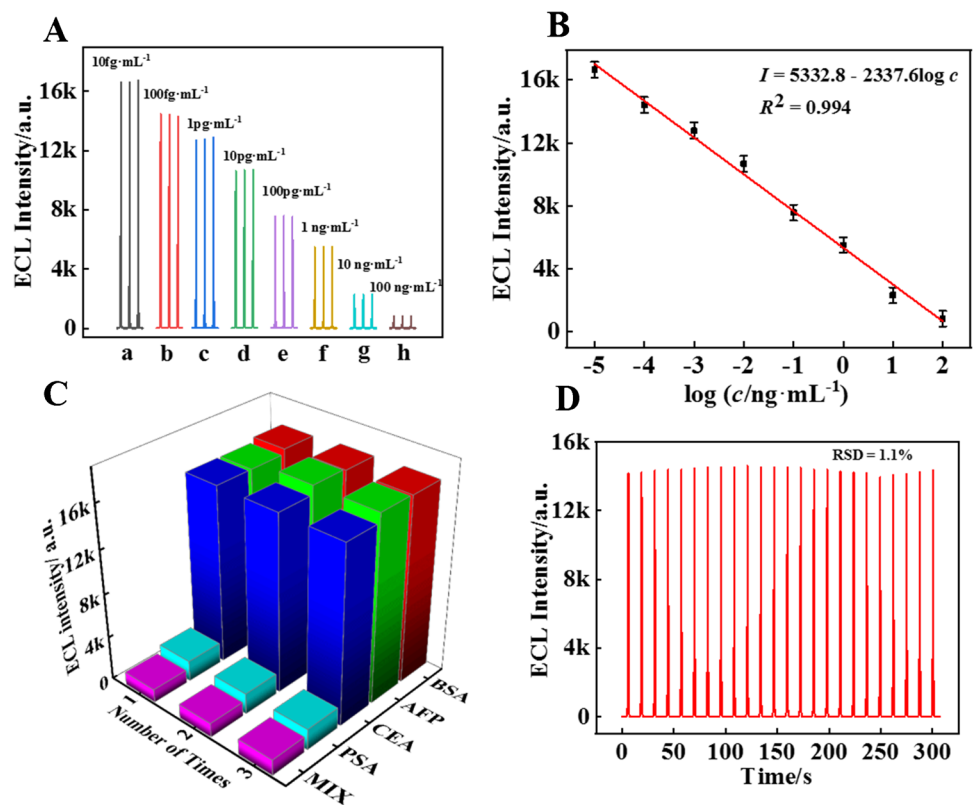 A
ECL Intensity/a.u.
16k
12k
8k
4k
0
10fg·mL-1
100fg·mL-1
1pg·mL-1
10pg·mL-1
100pg·mL-1
1 ng·mL-1
10 ng·mL-1
100 ng·mL-1
a b c d e f g h
B
ECL Intensity/a.u.
16k
12k
8k
4k
0
I = 5332.8 - 2337.6log c
R2 = 0.994
-5 -4 -3 -2 -1 0 1 2
log (c/ng·mL-1)
C
ECL intensity/ a.u.
16k
12k
8k
4k
0
1 2 3
Number of Times
BSA
AFP
CEA
PSA
MIX
D
ECL Intensity/a.u.
16k
12k
8k
4k
0
RSD = 1.1%
0 50 100 150 200 250 300
Time/s